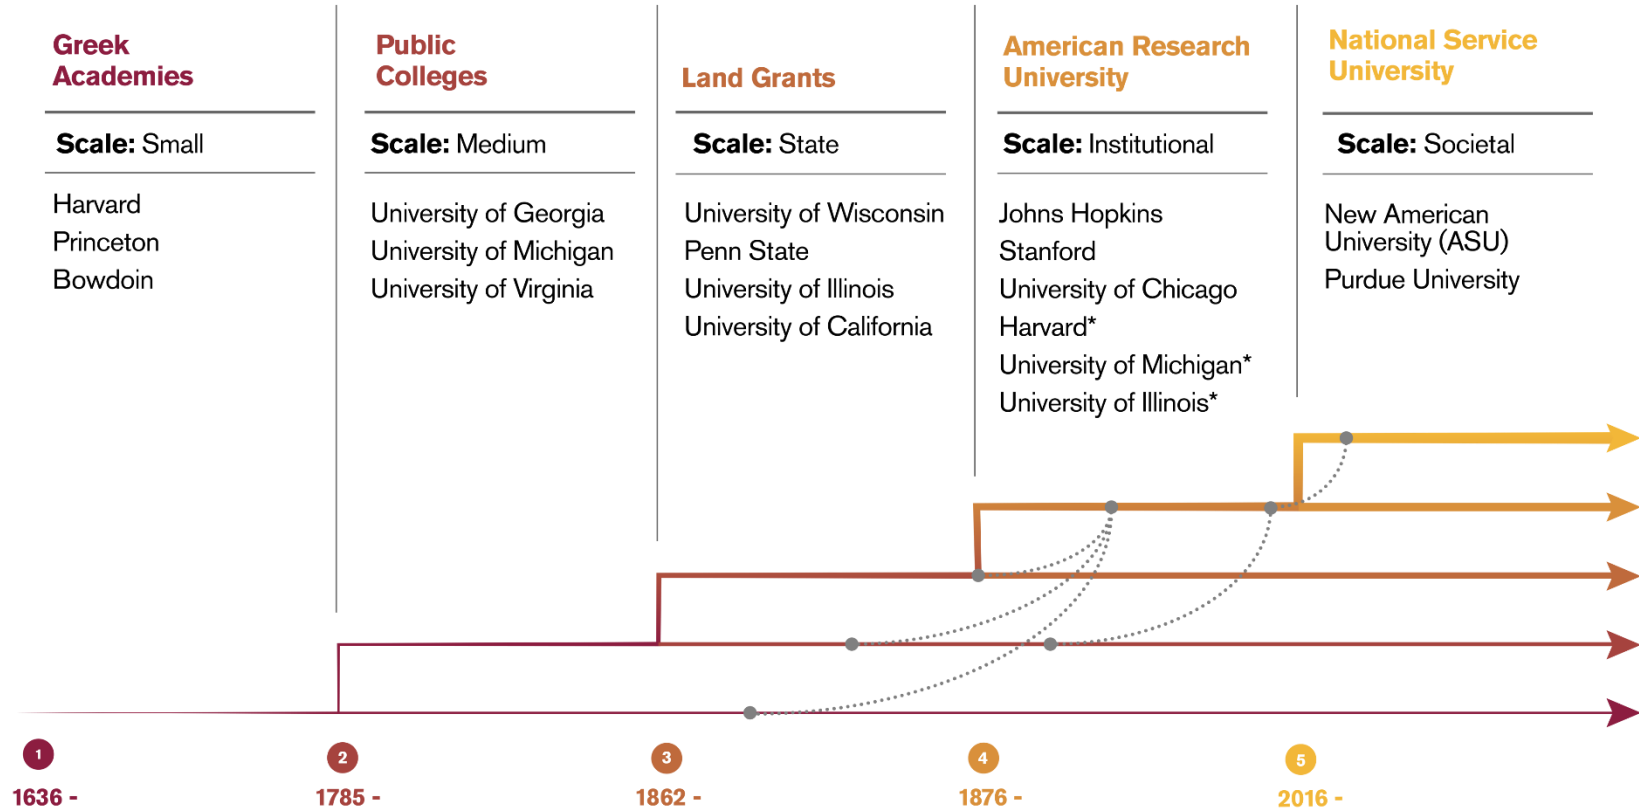 Greek
Academies
Scale: Small
Harvard
Princeton
Bowdoin
Public
Colleges
Scale: Medium
University of Georgia
University of Michigan
University of Virginia
Land Grants
Scale: State
University of Wisconsin
Penn State
University of Illinois
University of California
American Research
University
Scale: Institutional
Johns Hopkins
Stanford
University of Chicago
Harvard*
University of Michigan*
University of Illinois*
National Service
University
Scale: Societal
New American
University (ASU)
Purdue University
1
1636 -
2
1785 -
3
1862 -
4
1876 -
5
2016 -